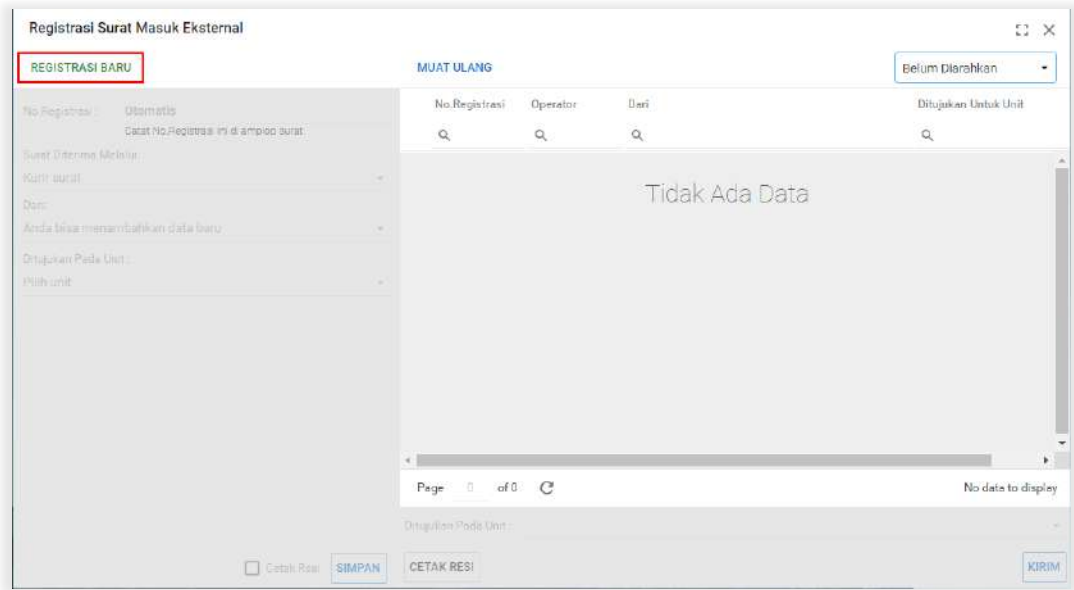 Registrasi Surat Masuk Eksternal
REGISTRASI BARU
MUAT ULANG
Belum Diarahkan
No.Registrasi :
Otomatis
Catat No.Registrasi ini di amplop surat
Surat Diterima Melalui :
Kurir surat
Dari:
Anda bisa menambahkan data baru
Ditujukan Pada Unit :
Pilih unit
Cetak Resi
SIMPAN
No.Registrasi
Operator
Dari
Ditujukan Untuk Unit
Tidak Ada Data
Page 0 of 0
No data to display
Ditujukan Pada Unit :
CETAK RESI
KIRIM